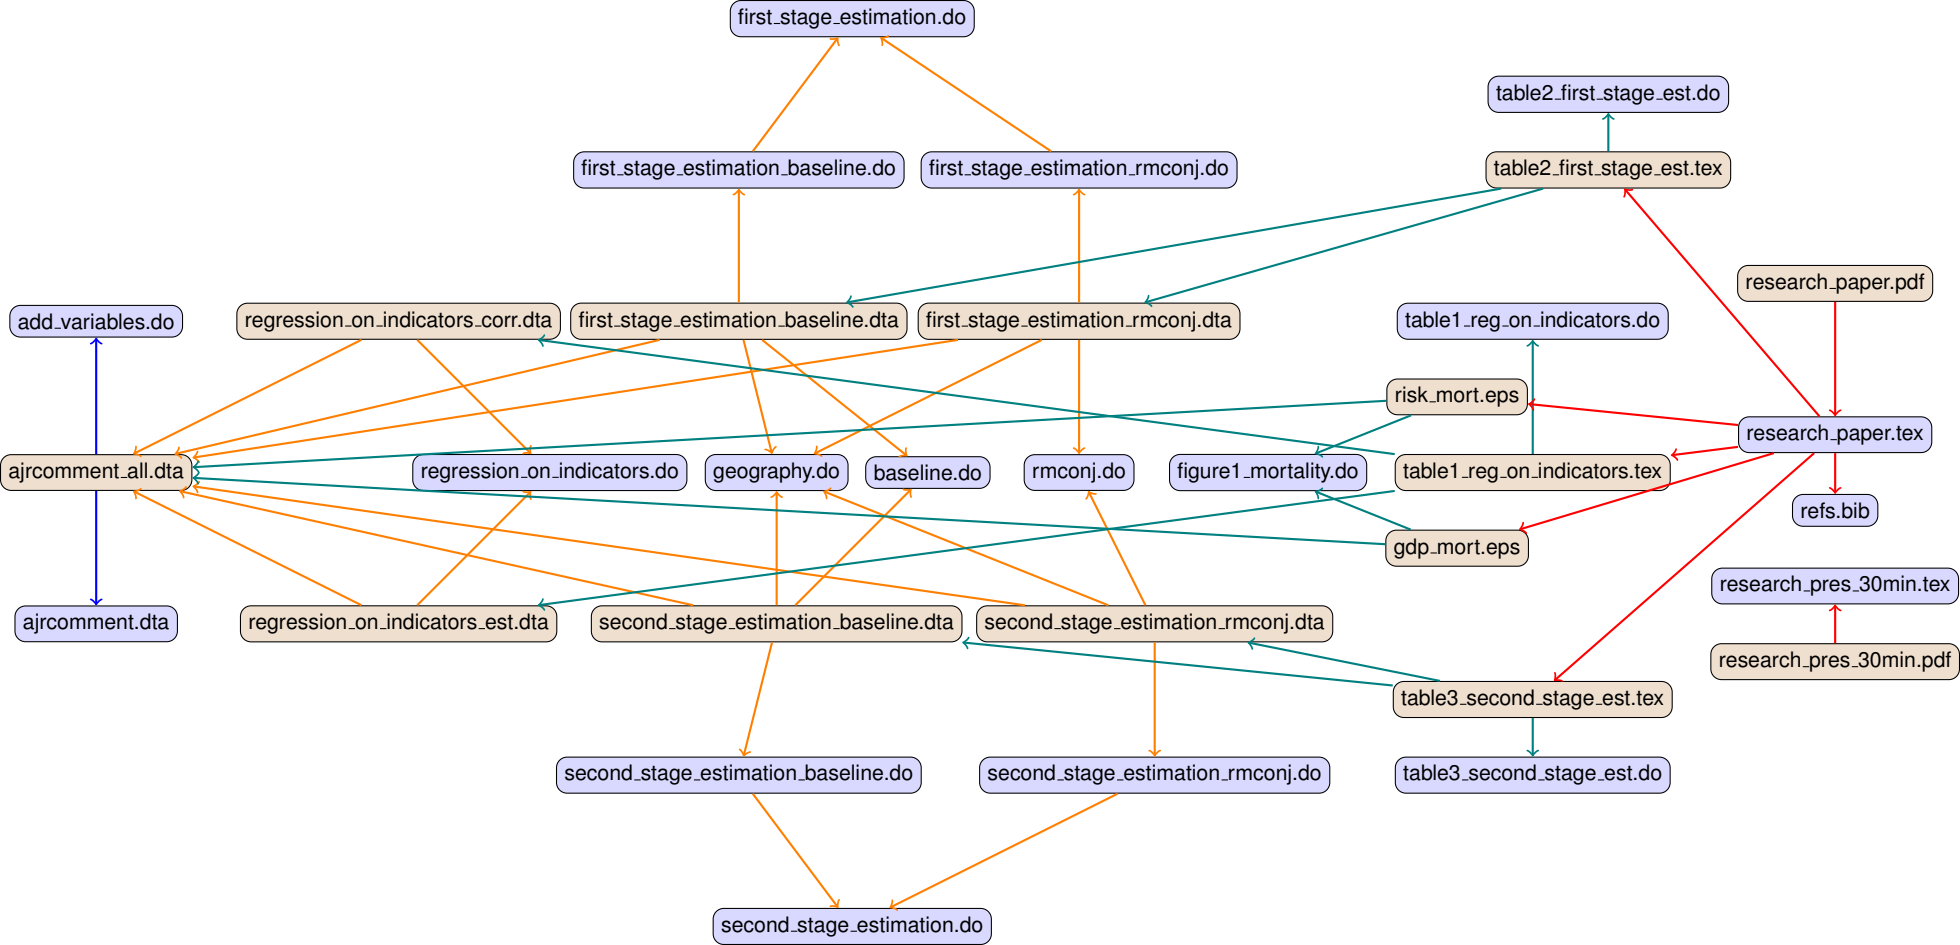 first_stage_estimation.do
table2_first_stage_est.do
first_stage_estimation_baseline.do
first_stage_estimation_rmconj.do
table2_first_stage_est.tex
research_paper.pdf
add_variables.do
regression_on_indicators_corr.dta
first_stage_estimation_baseline.dta
first_stage_estimation_rmconj.dta
table1_reg_on_indicators.do
risk_mort.eps
research_paper.tex
ajrcomment_all.dta
regression_on_indicators.do
geography.do
baseline.do
rmconj.do
figure1_mortality.do
table1_reg_on_indicators.tex
refs.bib
gdp_mort.eps
research_pres_30min.tex
ajrcomment.dta
regression_on_indicators_est.dta
second_stage_estimation_baseline.dta
second_stage_estimation_rmconj.dta
research_pres_30min.pdf
table3_second_stage_est.tex
second_stage_estimation_baseline.do
second_stage_estimation_rmconj.do
table3_second_stage_est.do
second_stage_estimation.do